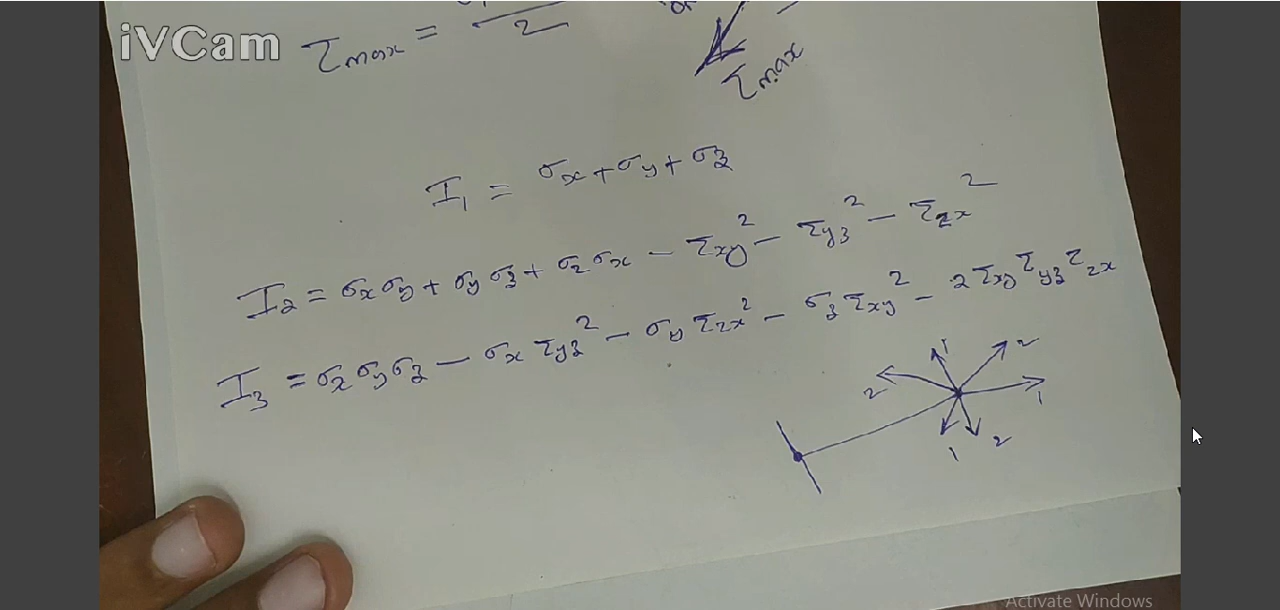 iVCam
τmax = 2
τmax
I₁ = σx + σy + σz
I₂ = σxσy + σyσz + σzσx − τxy² − τyz² − τzx²
I₃ = σxσyσz − σxτyz² − σyτzx² − σzτxy² − 2τxyτyzτzx
1 2
2 1
1 2
Activate Windows